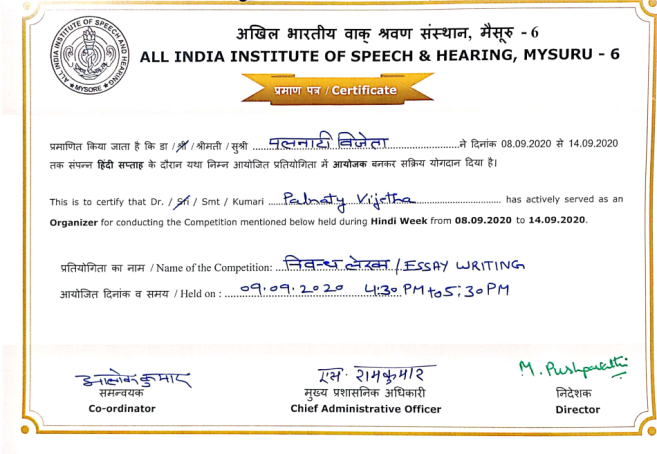 अखिल भारतीय वाक् श्रवण संस्थान, मैसूरु - 6
ALL INDIA INSTITUTE OF SPEECH AND HEARING
MYSORE
ALL INDIA INSTITUTE OF SPEECH & HEARING, MYSURU - 6
प्रमाण पत्र / Certificate
प्रमाणित किया जाता है कि डा / श्री / श्रीमती / सुश्री पलनाटी विजेता ने दिनांक 08.09.2020 से 14.09.2020
तक संपन्न हिंदी सप्ताह के दौरान यथा निम्न आयोजित प्रतियोगिता में आयोजक बनकर सक्रिय योगदान दिया है।
This is to certify that Dr. / Sri / Smt / Kumari Palnaty Vijetha has actively served as an
Organizer for conducting the Competition mentioned below held during Hindi Week from 08.09.2020 to 14.09.2020.
प्रतियोगिता का नाम / Name of the Competition: निबन्ध लेखन / ESSAY WRITING
आयोजित दिनांक व समय / Held on : 09.09.2020 4:30 PM to 5:30 PM
आलोक कुमार
समन्वयक
Co-ordinator
एस. रामकुमार
मुख्य प्रशासनिक अधिकारी
Chief Administrative Officer
M. Pushpavathi
निदेशक
Director